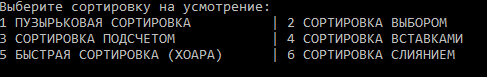 Выберите сортировку на усмотрение:
1 ПУЗЫРЬКОВАЯ СОРТИРОВКА | 2 СОРТИРОВКА ВЫБОРОМ
3 СОРТИРОВКА ПОДСЧЕТОМ | 4 СОРТИРОВКА ВСТАВКАМИ
5 БЫСТРАЯ СОРТИРОВКА (ХОАРА) | 6 СОРТИРОВКА СЛИЯНИЕМ